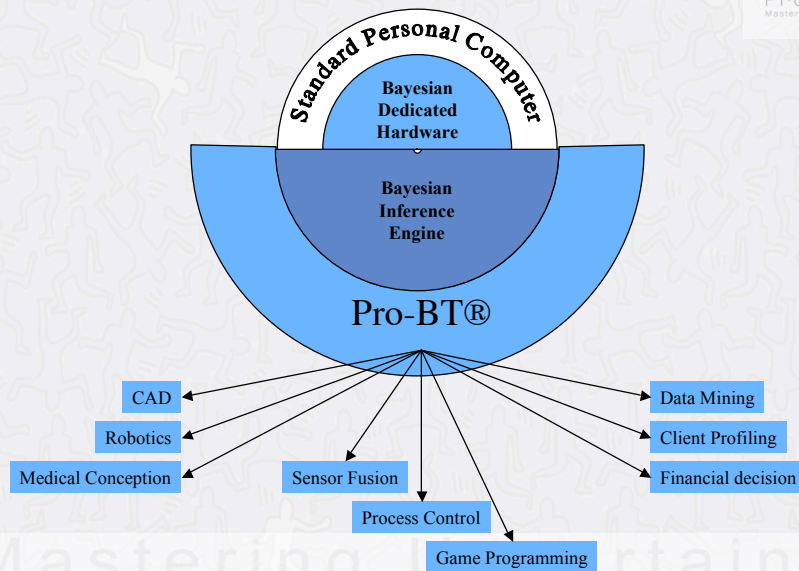 Standard Personal Computer
Bayesian
Dedicated
Hardware
Bayesian
Inference
Engine
Pro-BT®
CAD
Data Mining
Robotics
Client Profiling
Medical Conception
Sensor Fusion
Financial decision
Process Control
Game Programming
Mastering